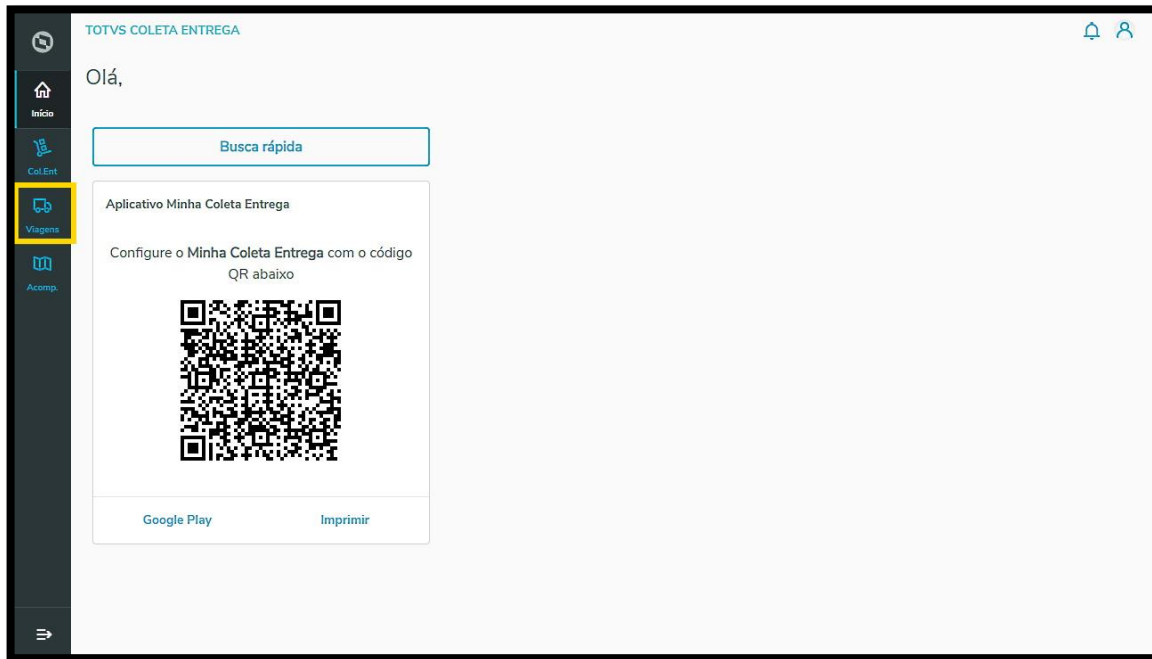 TOTVS COLETA ENTREGA
Olá,
Início
Col.Ent
Viagens
Acomp.
Busca rápida
Aplicativo Minha Coleta Entrega
Configure o Minha Coleta Entrega com o código
QR abaixo
Google Play
Imprimir